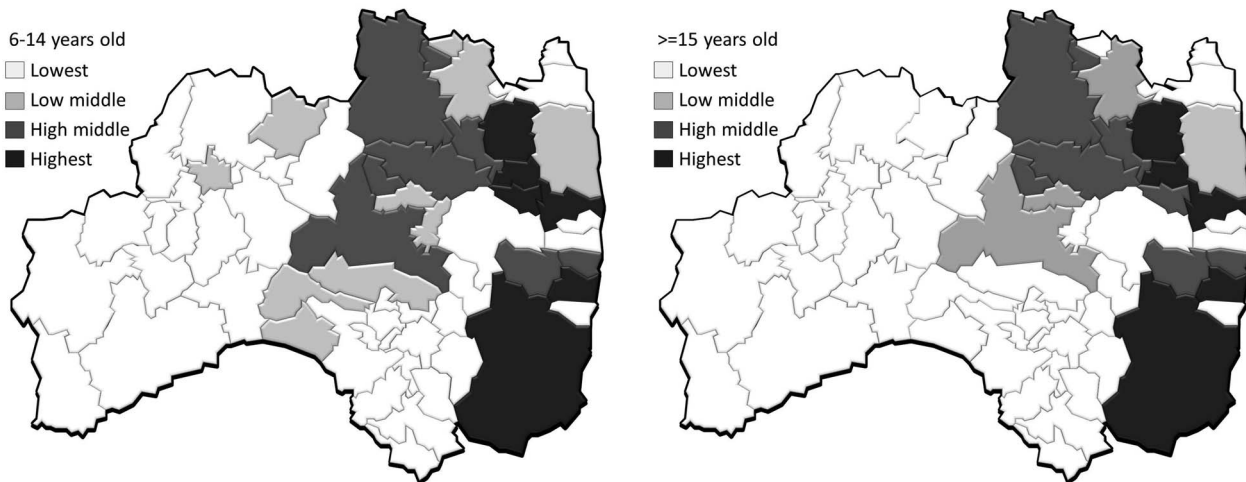 6-14 years old
Lowest
Low middle
High middle
Highest
>=15 years old
Lowest
Low middle
High middle
Highest